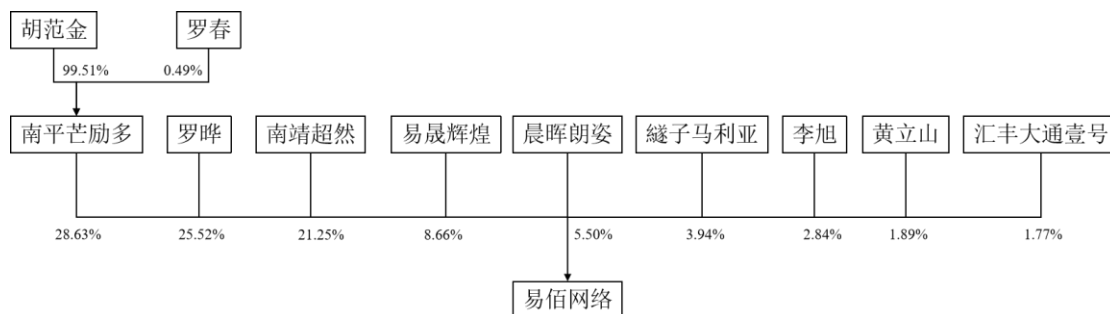 胡范金
罗春
99.51%
0.49%
南平芒励多
罗晔
南靖超然
易晟辉煌
晨晖朗姿
繸子马利亚
李旭
黄立山
汇丰大通壹号
28.63%
25.52%
21.25%
8.66%
5.50%
3.94%
2.84%
1.89%
1.77%
易佰网络